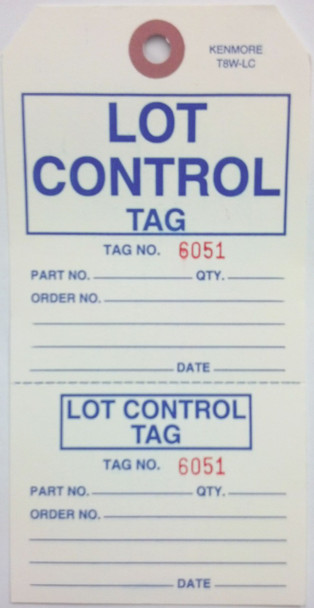 KENMORE
T8W-LC
LOT
CONTROL
TAG
TAG NO. 6051
PART NO. QTY.
ORDER NO.
DATE
LOT CONTROL
TAG
TAG NO. 6051
PART NO. QTY.
ORDER NO.
DATE